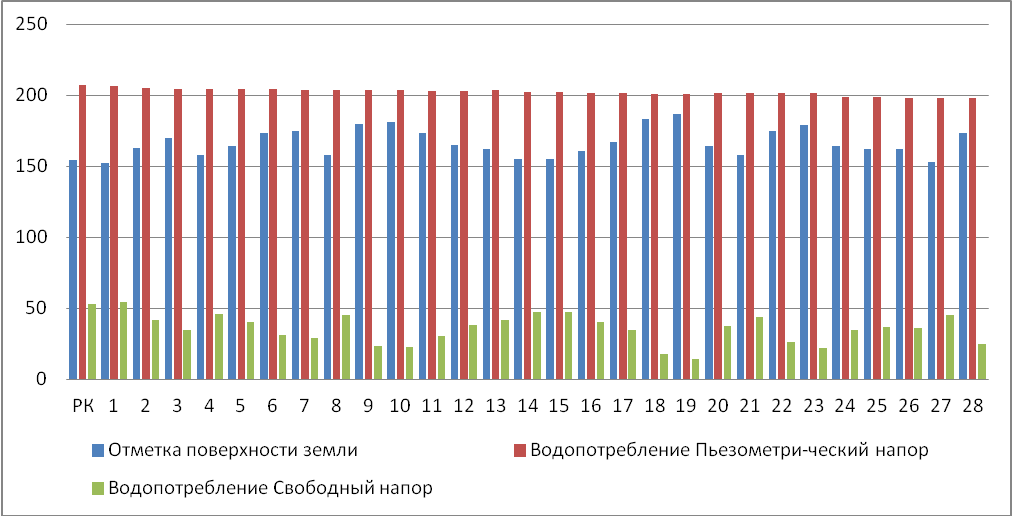 250
200
150
100
50
0
РК 1 2 3 4 5 6 7 8 9 10 11 12 13 14 15 16 17 18 19 20 21 22 23 24 25 26 27 28
Отметка поверхности земли
Водопотребление Пьезометри-ческий напор
Водопотребление Свободный напор